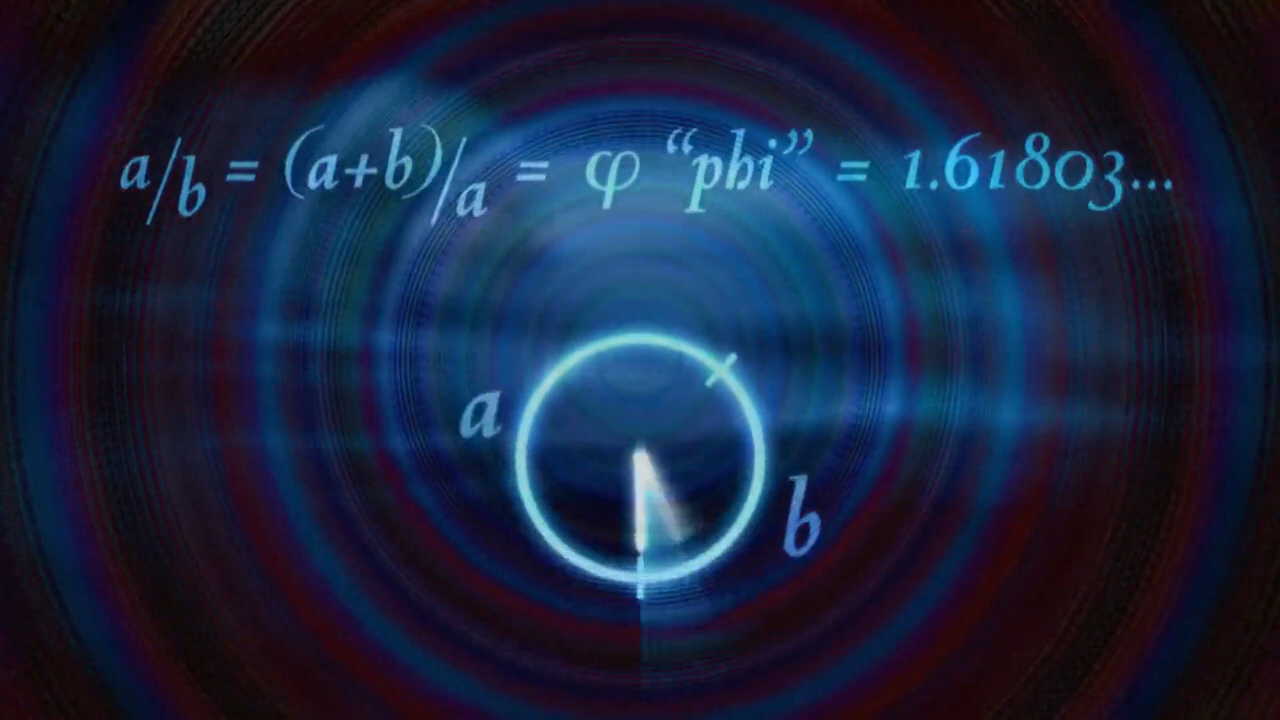 a/b = (a+b)/a = φ “phi” = 1.61803...
a
b